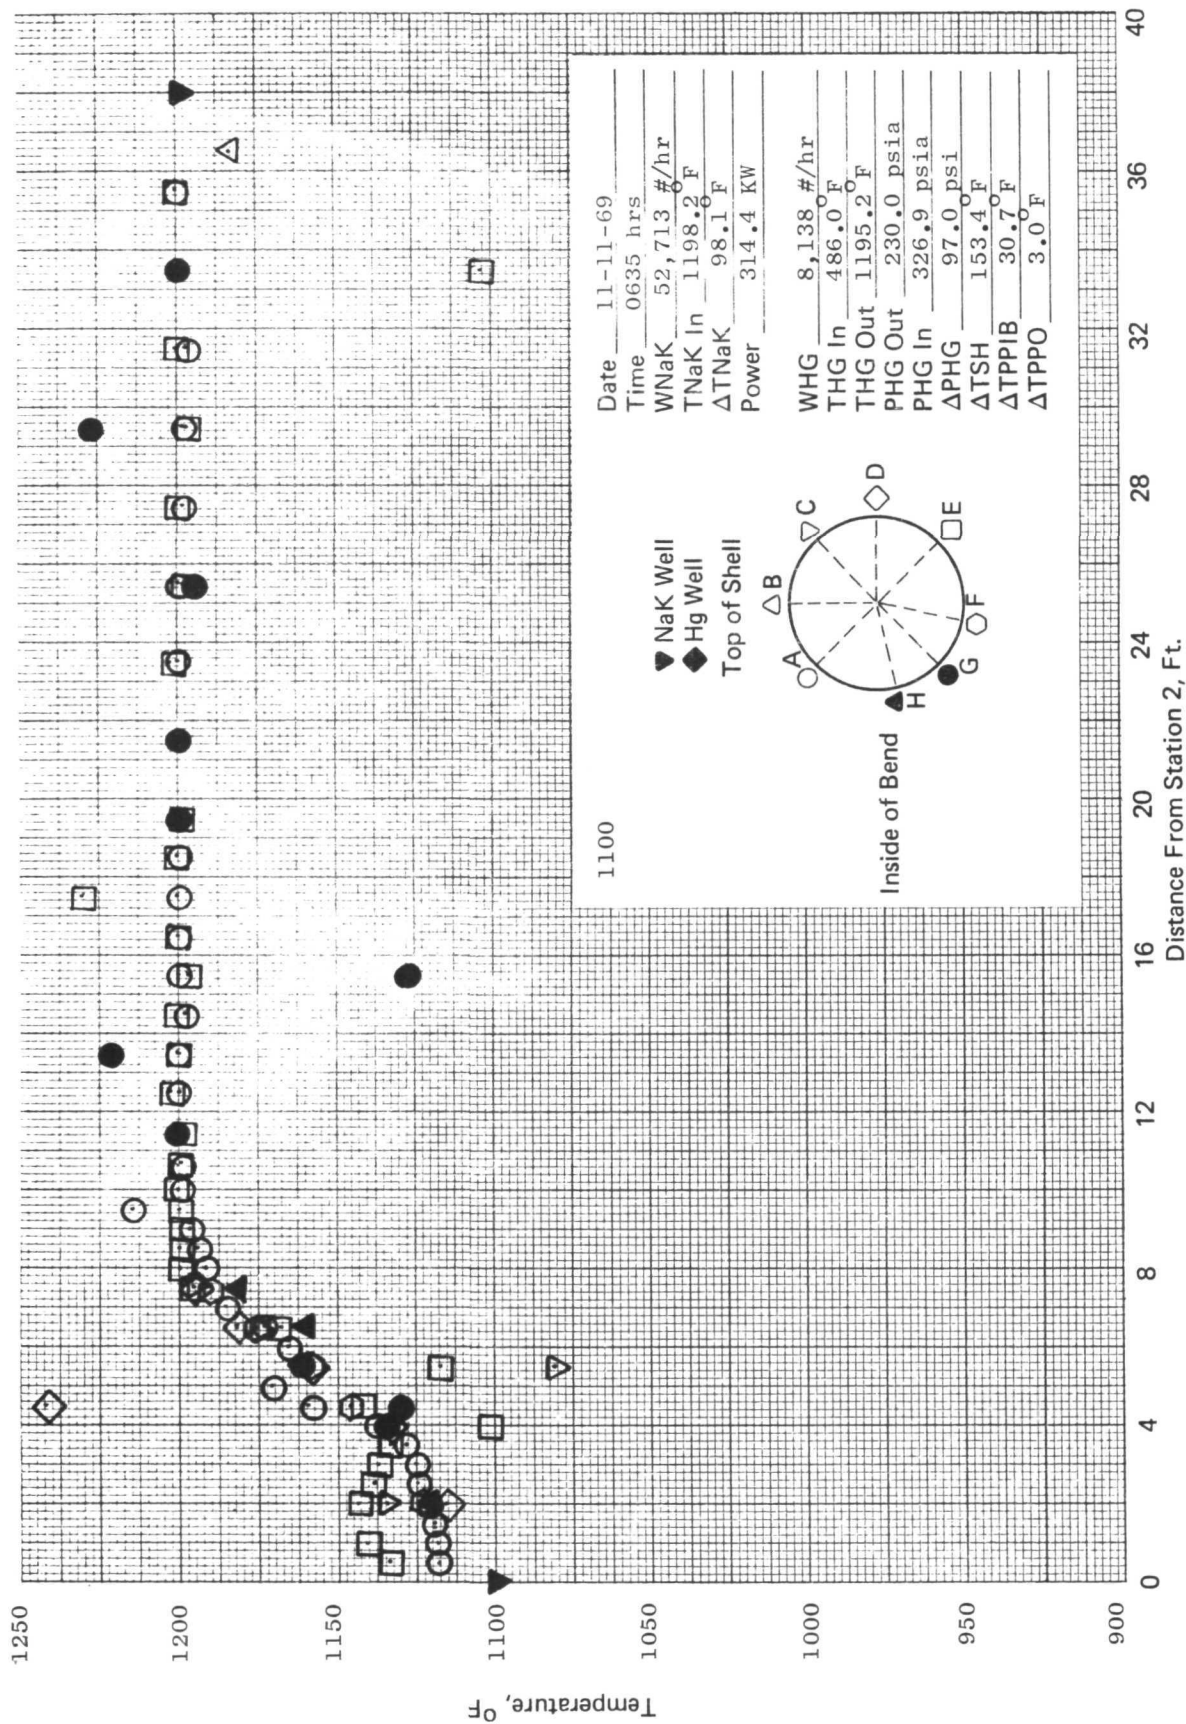 Temperature, °F
1250
1200
1150
1100
1050
1000
950
900
0
4
8
12
16
20
24
28
32
36
40
Distance From Station 2, Ft.
1100
NaK Well
Hg Well
Top of Shell
A
B
C
D
E
F
G
H
Inside of Bend
Date 11-11-69
Time 0635 hrs
WNaK 52,713 #/hr
TNaK In 1198.2°F
ΔTNaK 98.1°F
Power 314.4 KW
WHG 8,138 #/hr
THG In 486.0°F
THG Out 1195.2°F
PHG Out 230.0 psia
PHG In 326.9 psia
ΔPHG 97.0 psi
ΔTSH 153.4°F
ΔTPPIB 30.7°F
ΔTPPO 3.0°F